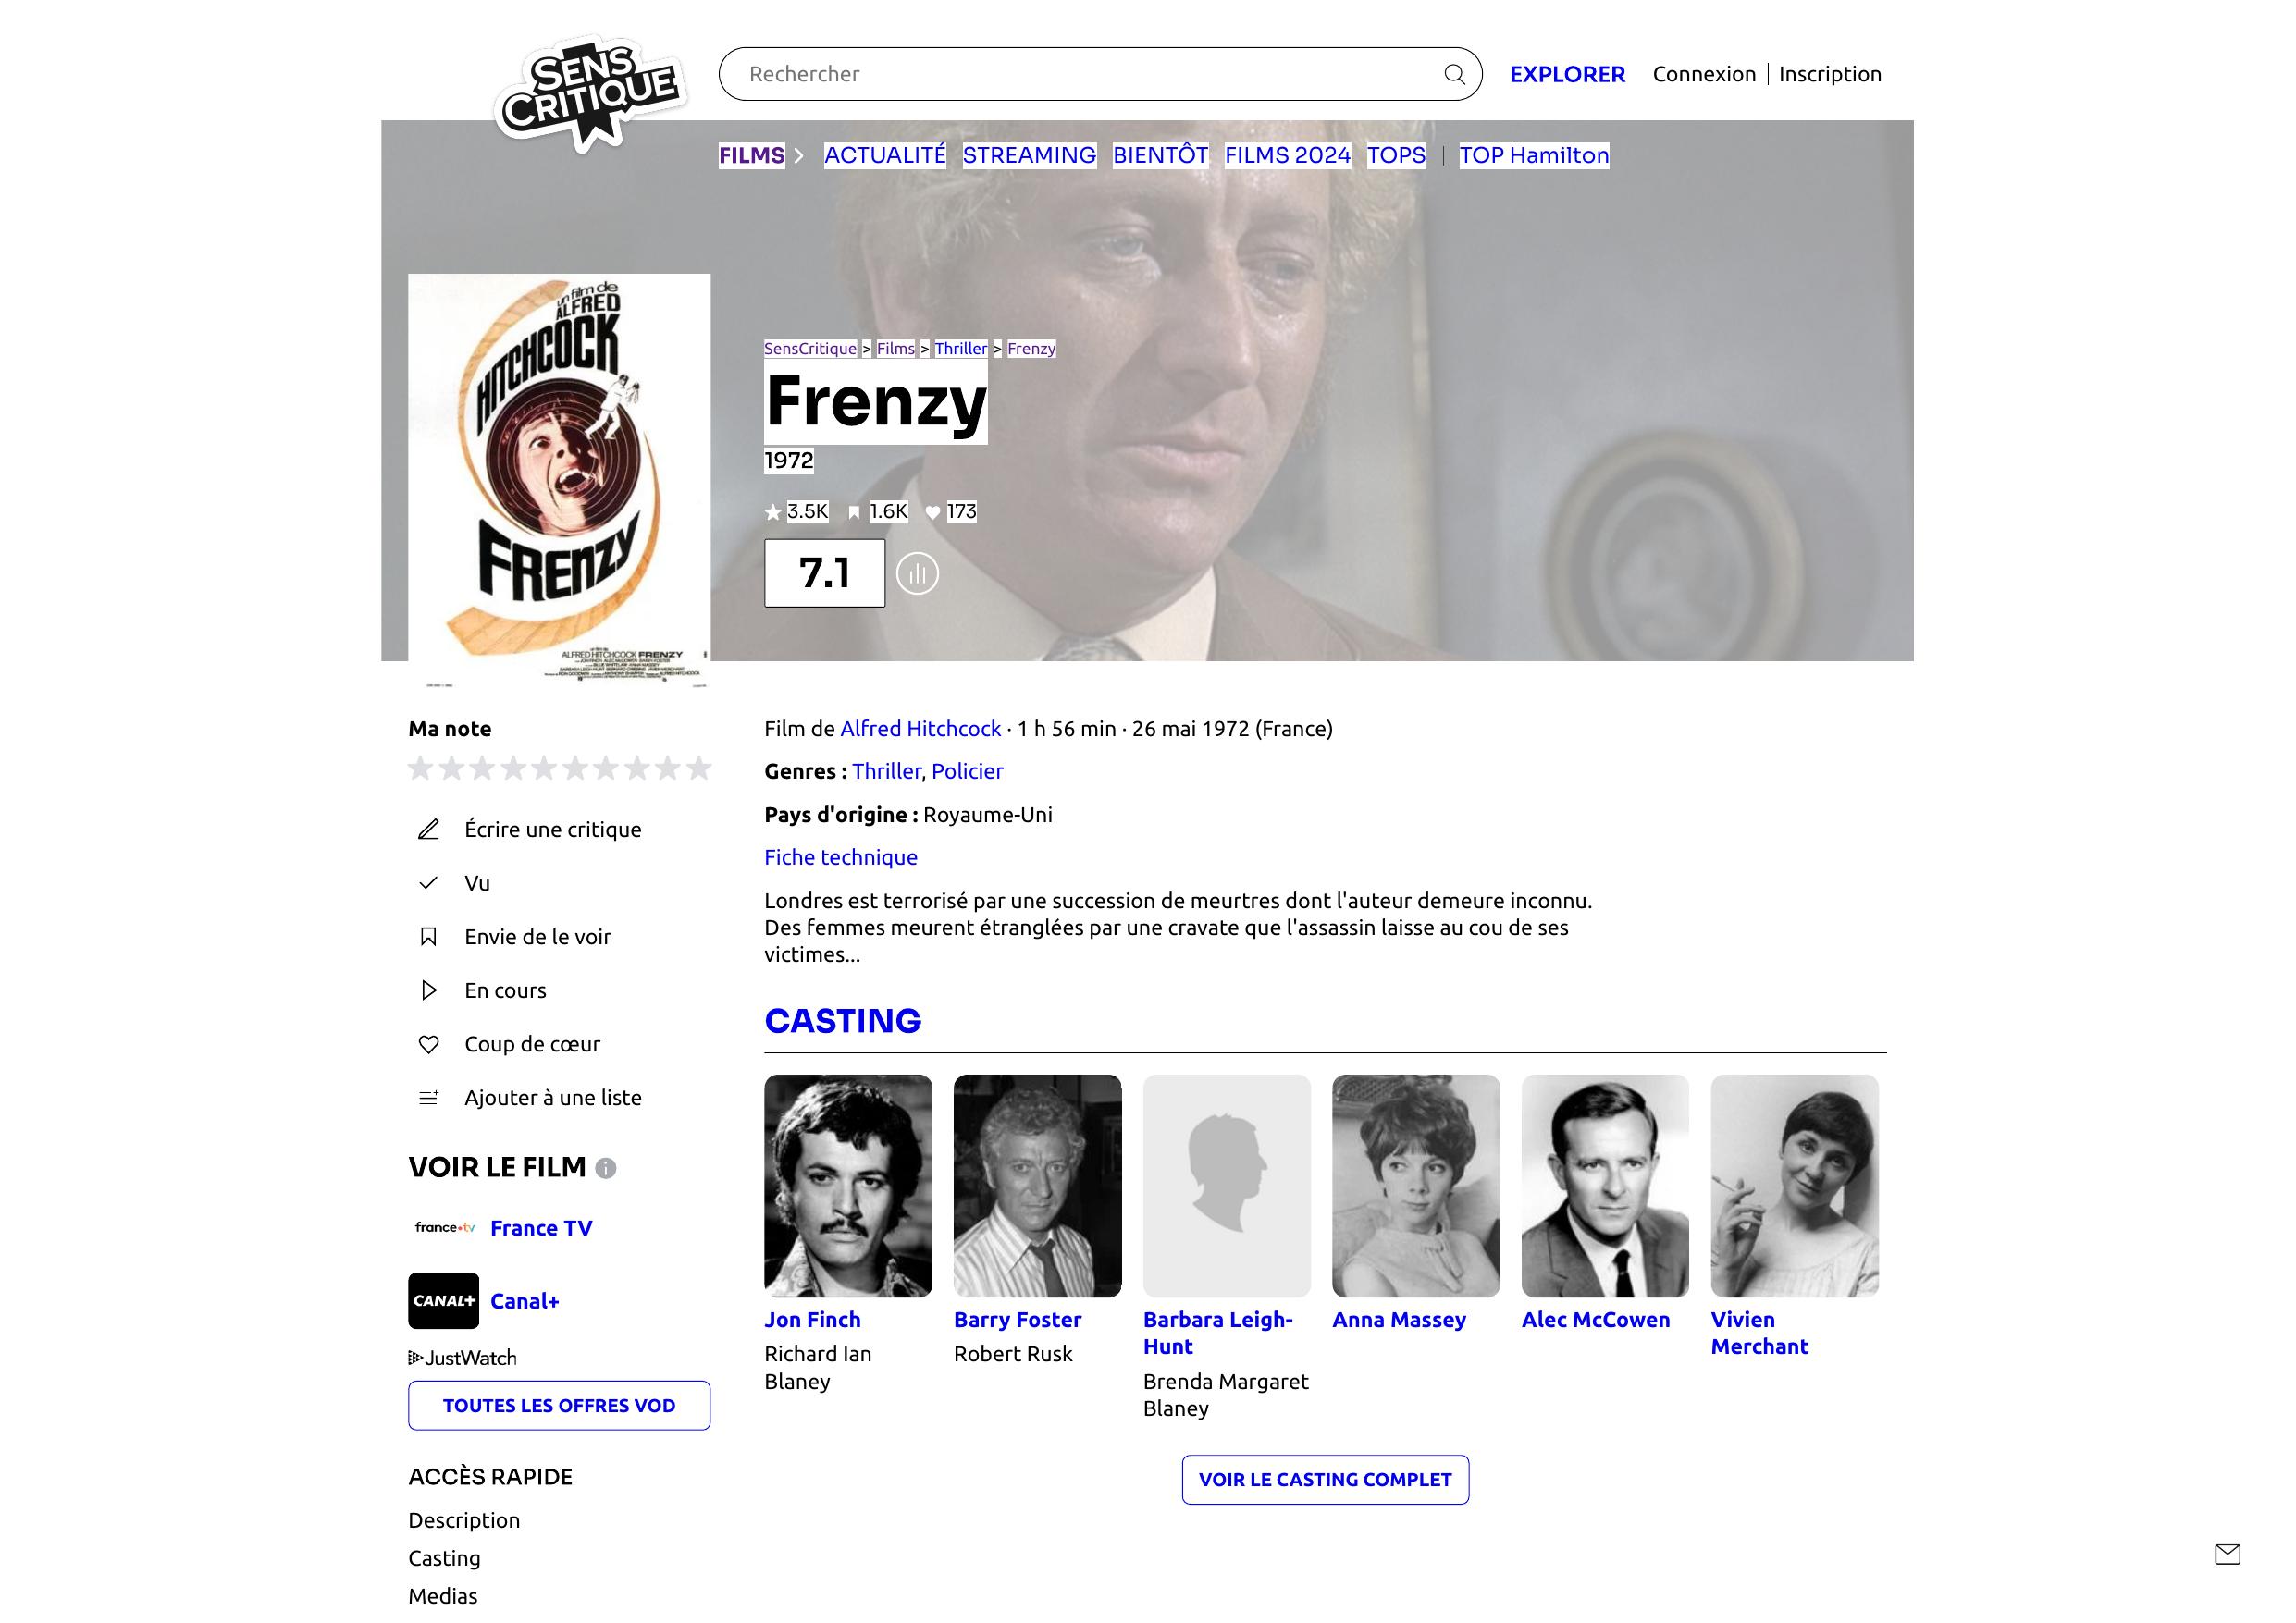 SENS
CRITIQUE
Rechercher
EXPLORER
Connexion
Inscription
FILMS
ACTUALITÉ
STREAMING
BIENTÔT
FILMS 2024
TOPS
TOP Hamilton
un film de
ALFRED
HITCHCOCK
FRENZY
ALFRED HITCHCOCK FRENZY
SensCritique > Films > Thriller > Frenzy
Frenzy
1972
3.5K
1.6K
173
7.1
Ma note
Écrire une critique
Vu
Envie de le voir
En cours
Coup de cœur
Ajouter à une liste
VOIR LE FILM
france•tv
France TV
CANAL+
Canal+
JustWatch
TOUTES LES OFFRES VOD
ACCÈS RAPIDE
Description
Casting
Medias
Film de Alfred Hitchcock · 1 h 56 min · 26 mai 1972 (France)
Genres : Thriller, Policier
Pays d'origine : Royaume-Uni
Fiche technique
Londres est terrorisé par une succession de meurtres dont l'auteur demeure inconnu.
Des femmes meurent étranglées par une cravate que l'assassin laisse au cou de ses
victimes...
CASTING
Jon Finch
Richard Ian
Blaney
Barry Foster
Robert Rusk
Barbara Leigh-
Hunt
Brenda Margaret
Blaney
Anna Massey
Alec McCowen
Vivien
Merchant
VOIR LE CASTING COMPLET